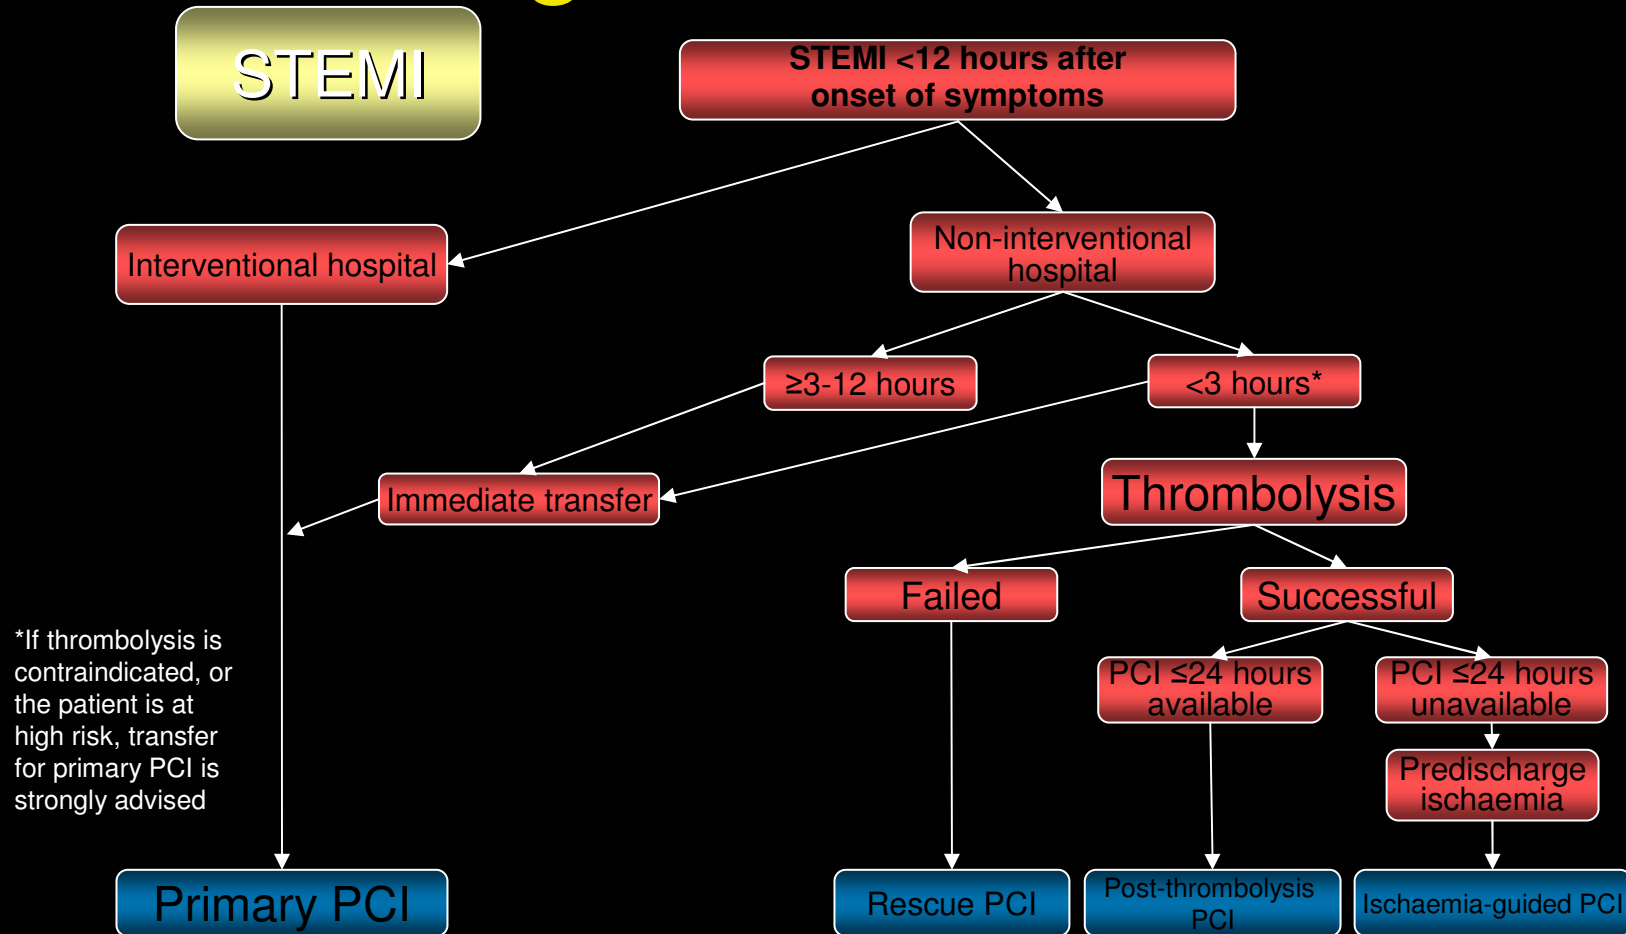 STEMI
STEMI <12 hours after
onset of symptoms
Interventional hospital
Non-interventional
hospital
≥3-12 hours
<3 hours*
Immediate transfer
Thrombolysis
Failed
Successful
*If thrombolysis is
contraindicated, or
the patient is at
high risk, transfer
for primary PCI is
strongly advised
PCI ≤24 hours
available
PCI ≤24 hours
unavailable
Predischarge
ischaemia
Primary PCI
Rescue PCI
Post-thrombolysis
PCI
Ischaemia-guided PCI